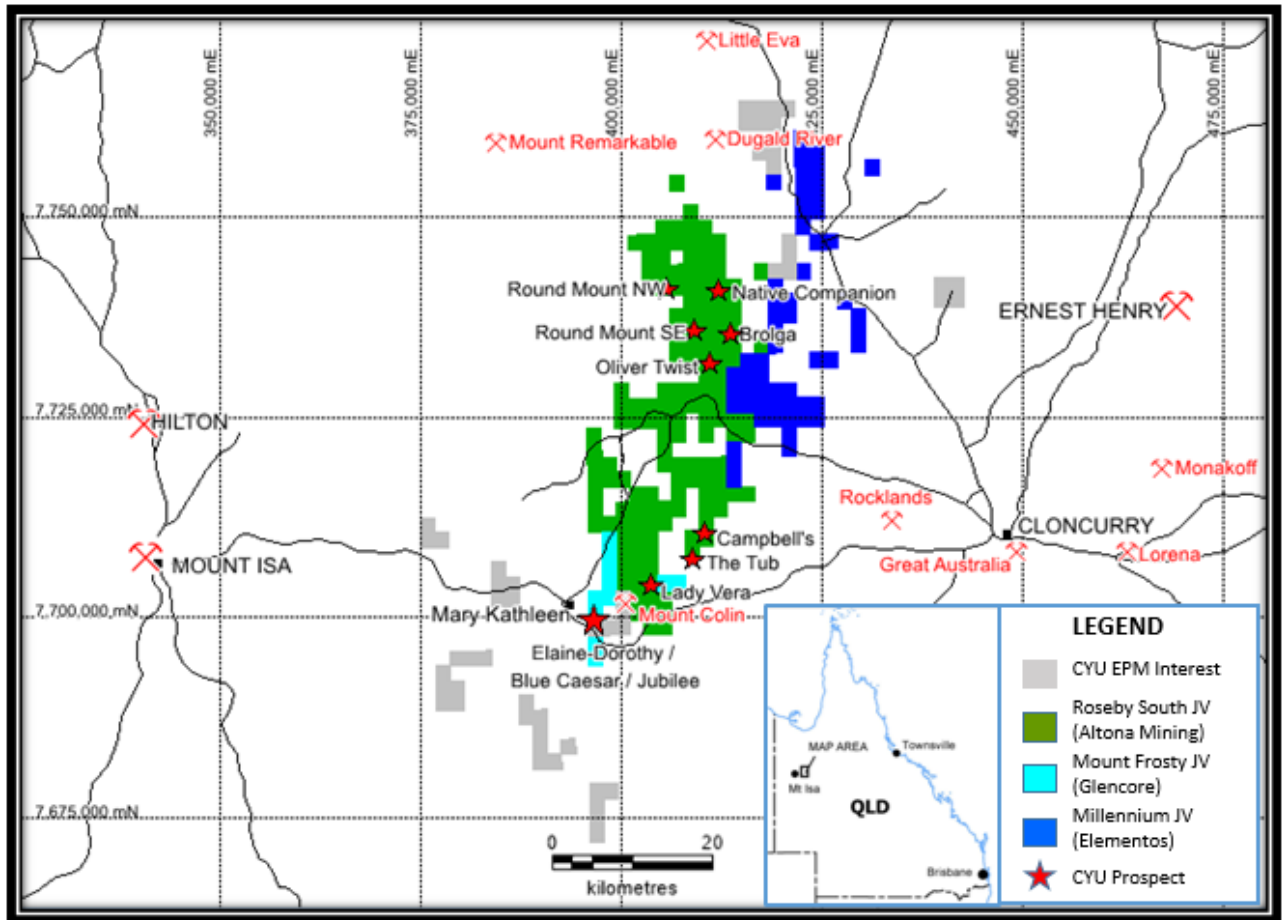 Little Eva
350,000 mE
375,000 mE
400,000 mE
425,000 mE
450,000 mE
475,000 mE
Mount Remarkable
Dugald River
7,750,000 mN
Round Mount NW
Native Companion
ERNEST HENRY
Round Mount SE
Brolga
Oliver Twist
7,725,000 mN
HILTON
Monakoff
Rocklands
CLONCURRY
Campbell's
The Tub
Great Australia
Lorena
MOUNT ISA
Lady Vera
7,700,000 mN
Mary Kathleen
Mount Colin
Elaine-Dorothy /
Blue Caesar / Jubilee
7,675,000 mN
0
20
kilometres
MAP AREA
Townsville
Mt Isa
QLD
Brisbane
LEGEND
CYU EPM Interest
Roseby South JV
(Altona Mining)
Mount Frosty JV
(Glencore)
Millennium JV
(Elementos)
CYU Prospect